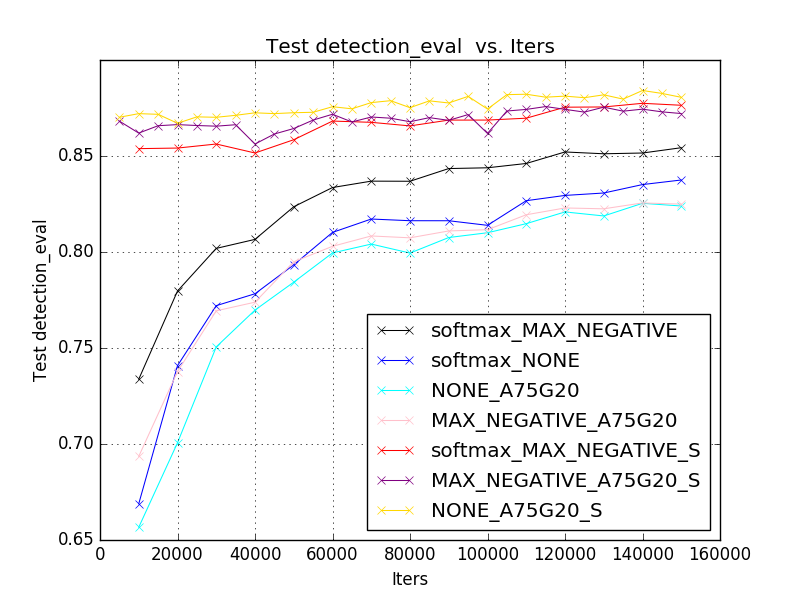 Test detection_eval  vs. Iters
Test detection_eval
0.85
0.80
0.75
0.70
0.65
softmax_MAX_NEGATIVE
softmax_NONE
NONE_A75G20
MAX_NEGATIVE_A75G20
softmax_MAX_NEGATIVE_S
MAX_NEGATIVE_A75G20_S
NONE_A75G20_S
0 20000 40000 60000 80000 100000 120000 140000 160000
Iters